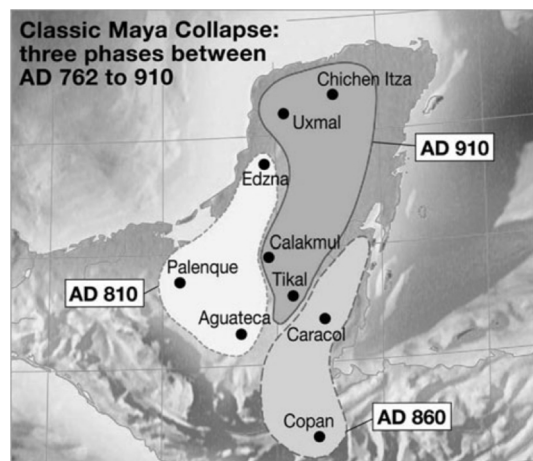 Classic Maya Collapse:
three phases between
AD 762 to 910
Chichen Itza
Uxmal
AD 910
Edzna
Calakmul
Palenque
Tikal
AD 810
Aguateca
Caracol
Copan
AD 860